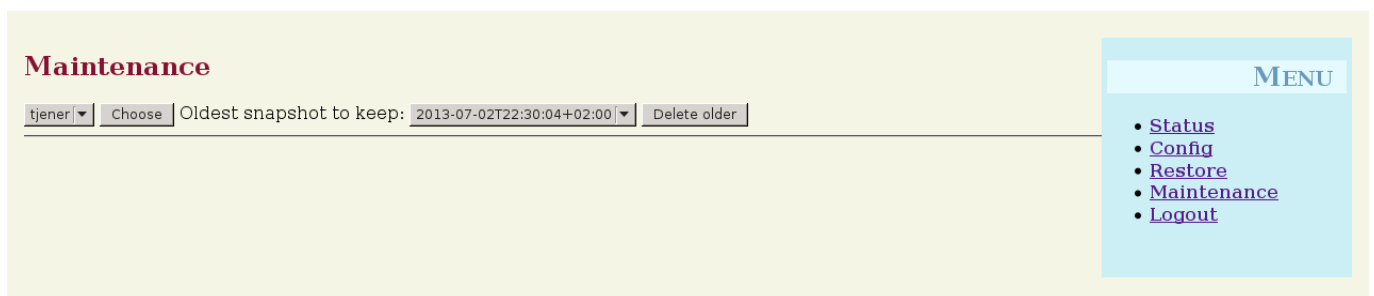 Maintenance
tjener Choose Oldest snapshot to keep: 2013-07-02T22:30:04+02:00 Delete older
MENU
Status
Config
Restore
Maintenance
Logout